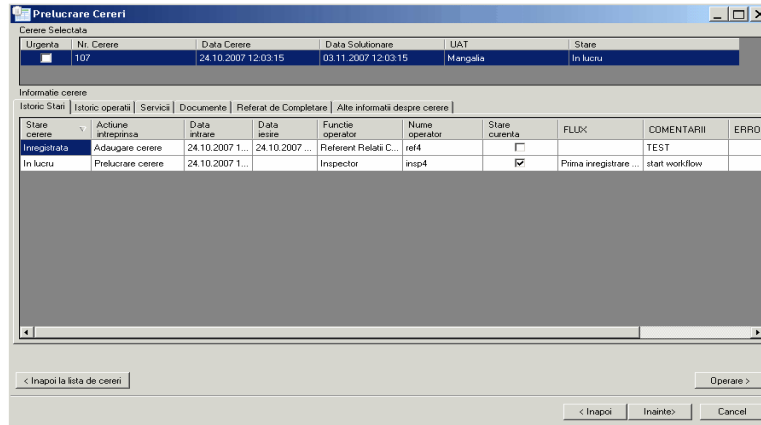 Prelucrare Cereri
Cerere Selectata
Urgenta Nr. Cerere Data Cerere Data Solutionare UAT Stare
107 24.10.2007 12:03:15 03.11.2007 12:03:15 Mangalia In lucru
Informatie cerere
Istoric Stari Istoric operatii Servicii Documente Referat de Completare Alte informatii despre cerere
Stare cerere Actiune intreprinsa Data intrare Data iesire Functie operator Nume operator Stare curenta FLUX COMENTARII ERRO
Inregistrata Adaugare cerere 24.10.2007 1... 24.10.2007 ... Referent Relatii C... ref4 TEST
In lucru Prelucrare cerere 24.10.2007 1... Inspector insp4 Prima inregistrare ... start workflow
< Inapoi la lista de cereri Operare >
< Inapoi Inainte> Cancel